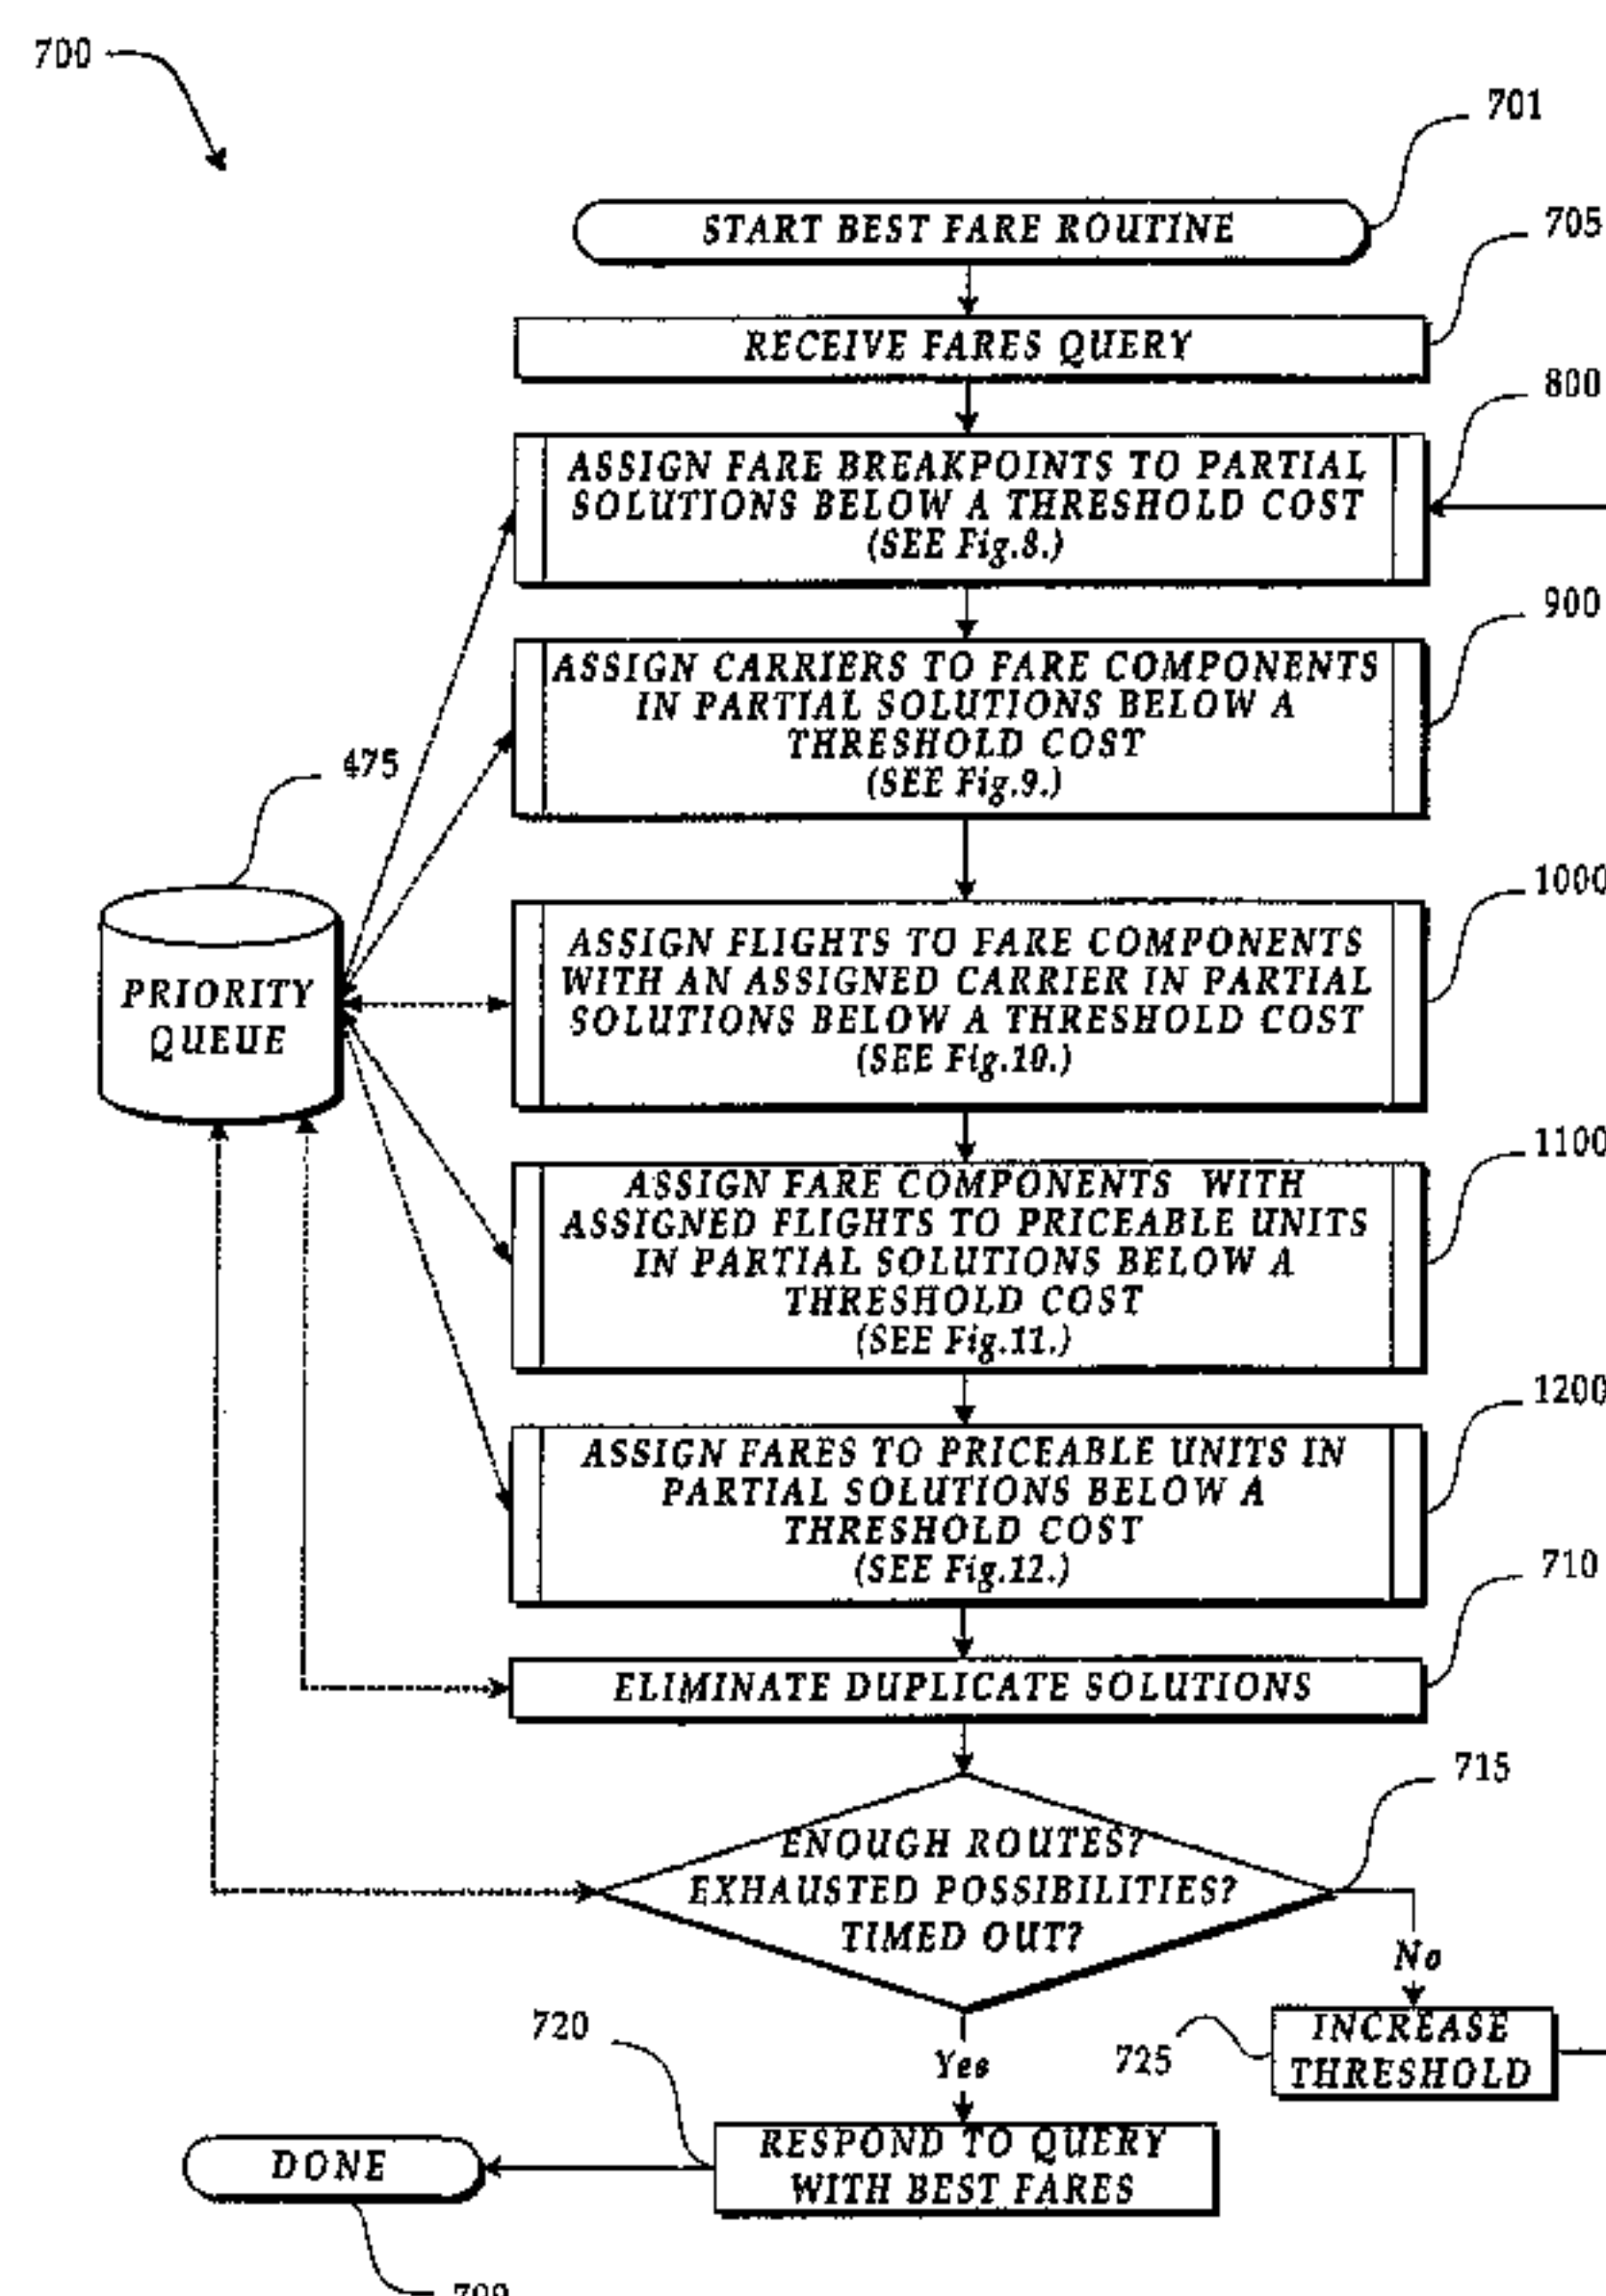 700
701
START BEST FARE ROUTINE
705
RECEIVE FARES QUERY
800
ASSIGN FARE BREAKPOINTS TO PARTIAL
SOLUTIONS BELOW A THRESHOLD COST
(SEE Fig.8.)
900
ASSIGN CARRIERS TO FARE COMPONENTS
IN PARTIAL SOLUTIONS BELOW A
THRESHOLD COST
(SEE Fig.9.)
475
PRIORITY
QUEUE
1000
ASSIGN FLIGHTS TO FARE COMPONENTS
WITH AN ASSIGNED CARRIER IN PARTIAL
SOLUTIONS BELOW A THRESHOLD COST
(SEE Fig.10.)
1100
ASSIGN FARE COMPONENTS WITH
ASSIGNED FLIGHTS TO PRICEABLE UNITS
IN PARTIAL SOLUTIONS BELOW A
THRESHOLD COST
(SEE Fig.11.)
1200
ASSIGN FARES TO PRICEABLE UNITS IN
PARTIAL SOLUTIONS BELOW A
THRESHOLD COST
(SEE Fig.12.)
710
ELIMINATE DUPLICATE SOLUTIONS
715
ENOUGH ROUTES?
EXHAUSTED POSSIBILITIES?
TIMED OUT?
No
720
Yes
725
INCREASE
THRESHOLD
RESPOND TO QUERY
WITH BEST FARES
DONE